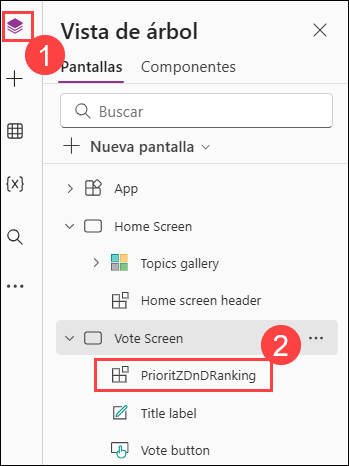 Vista de árbol
1
Pantallas Componentes
Buscar
Nueva pantalla
App
{x}
Home Screen
Topics gallery
Home screen header
2
Vote Screen
PrioritZDnDRanking
Title label
Vote button